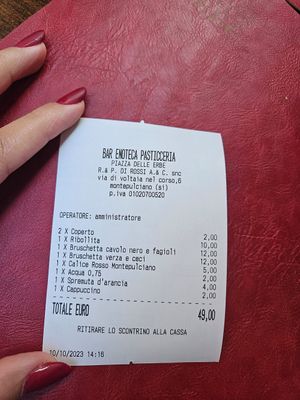 BAR ENOTECA PASTICCERIA
PIAZZA DELLE ERBE
R.& P. DI ROSSI A.& C. snc
via di voltaia nel corso,6
montepulciano (si)
p.iva 01020700520
OPERATORE: amministratore
2 X Coperto 2,00
1 X Ribollita 10,00
1 X Bruschetta cavolo nero e fagioli 12,00
1 X Bruschetta verza e ceci 12,00
1 X Calice Rosso Montepulciano 5,00
1 X Acqua 0,75 2,00
1 X Spremuta d'arancia 4,00
1 X Cappuccino 2,00
TOTALE EURO 49,00
RITIRARE LO SCONTRINO ALLA CASSA
10/10/2023 14:16